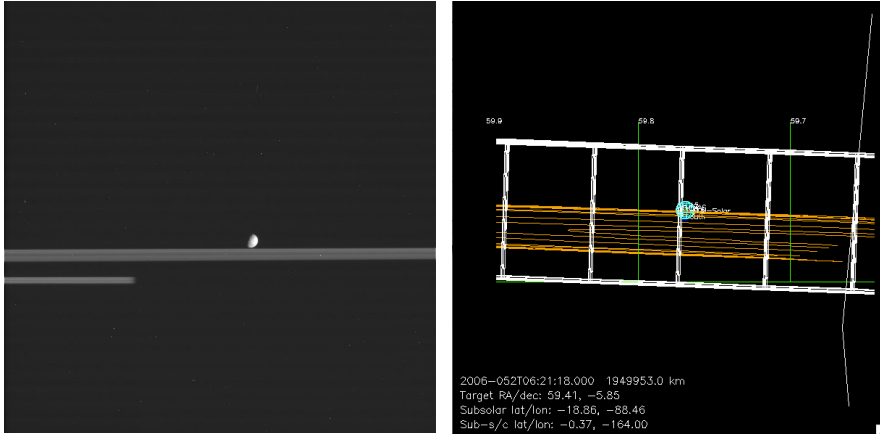 59.9
59.8
59.7
2006-052T06:21:18.000 1949953.0 km
Target RA/dec: 59.41, -5.85
Subsolar lat/lon: -18.86, -88.46
Sub-s/c lat/lon: -0.37, -164.00